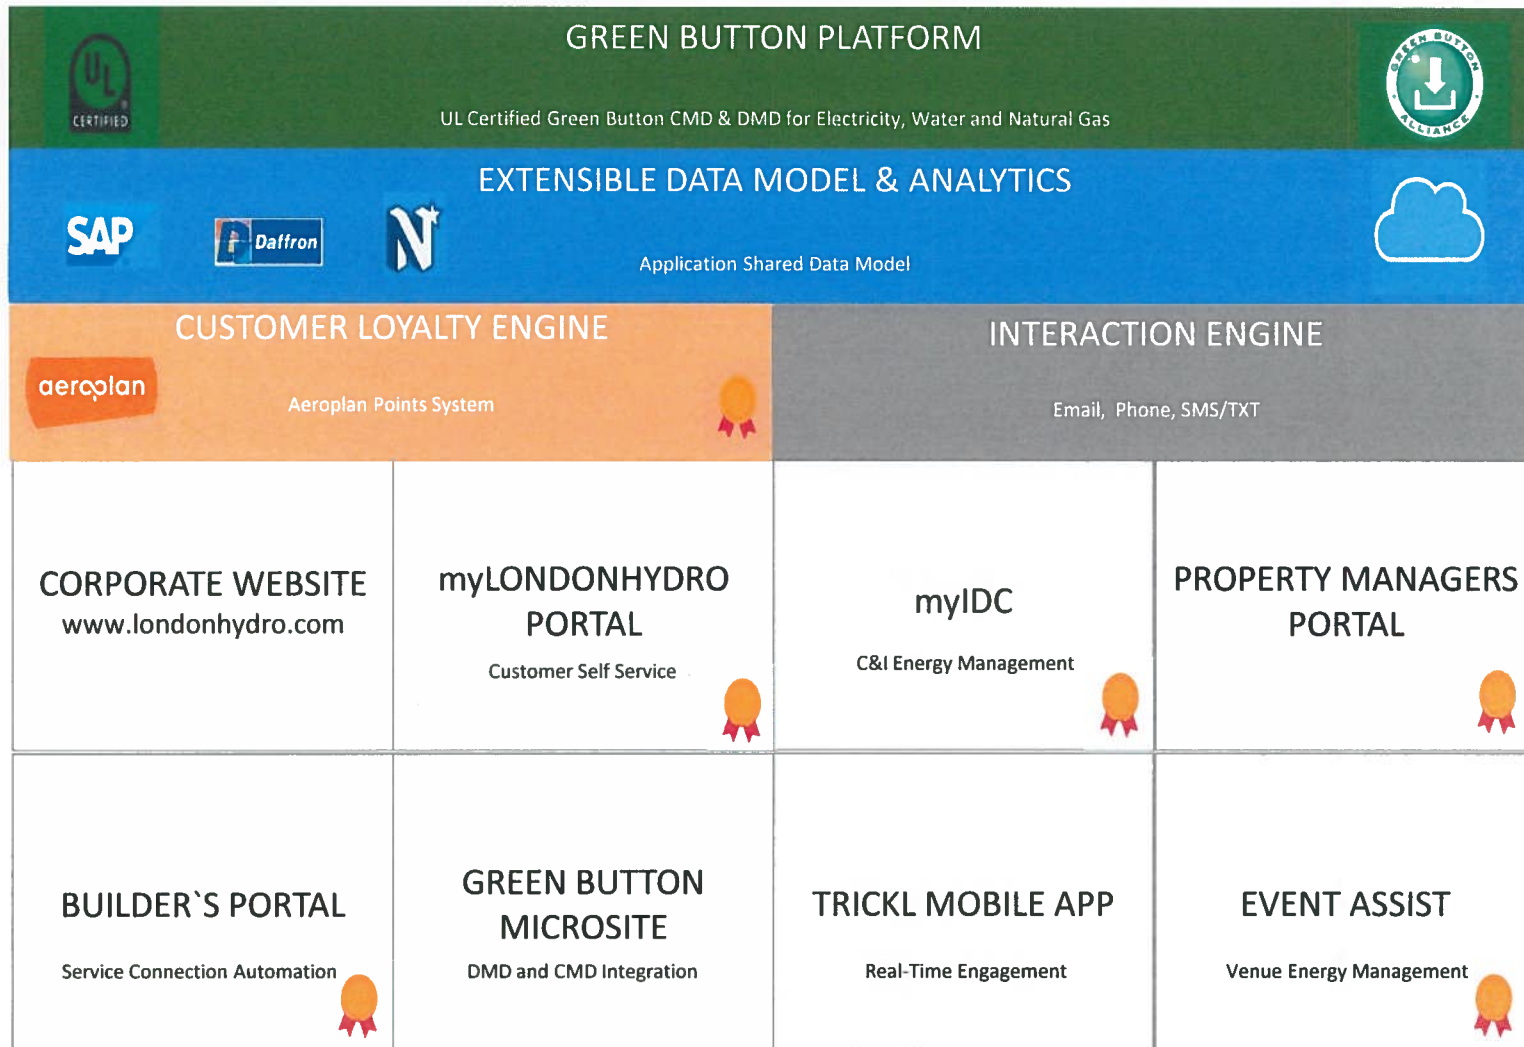 GREEN BUTTON PLATFORM
UL
®
CERTIFIED
UL Certified Green Button CMD & DMD for Electricity, Water and Natural Gas
GREEN BUTTON
ALLIANCE
EXTENSIBLE DATA MODEL & ANALYTICS
SAP
Daffron
N
Application Shared Data Model
CUSTOMER LOYALTY ENGINE
aeroplan
Aeroplan Points System
INTERACTION ENGINE
Email, Phone, SMS/TXT
CORPORATE WEBSITE
www.londonhydro.com
myLONDONHYDRO
PORTAL
Customer Self Service
myIDC
C&I Energy Management
PROPERTY MANAGERS
PORTAL
BUILDER`S PORTAL
Service Connection Automation
GREEN BUTTON
MICROSITE
DMD and CMD Integration
TRICKL MOBILE APP
Real-Time Engagement
EVENT ASSIST
Venue Energy Management